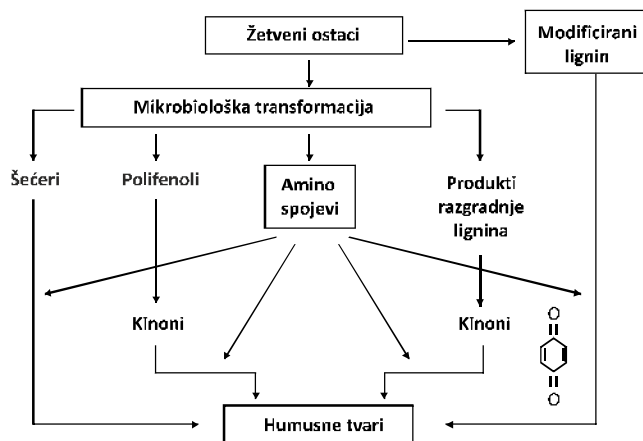 Žetveni ostaci
Modificirani
lignin
Mikrobiološka transformacija
Šećeri
Polifenoli
Amino
spojevi
Produkti
razgradnje
lignina
Kinoni
Kinoni
O
O
Humusne tvari